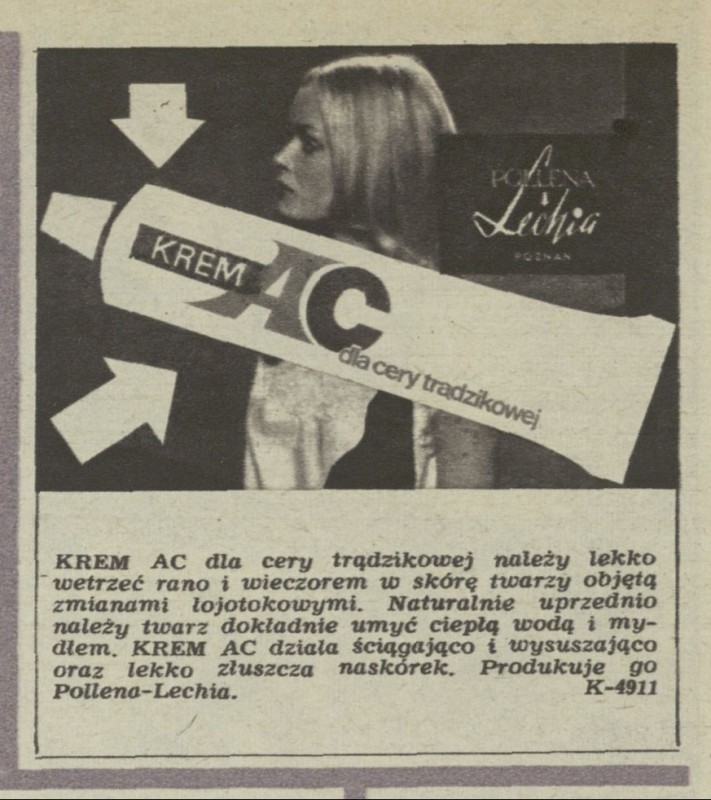 POLLENA
Lechia
POZNAŃ
KREM AC
dla cery trądzikowej
KREM AC dla cery trądzikowej należy lekko
wetrzeć rano i wieczorem w skórę twarzy objętą
zmianami łojotokowymi. Naturalnie uprzednio
należy twarz dokładnie umyć ciepłą wodą i my-
dłem. KREM AC działa ściągająco i wysuszająco
oraz lekko złuszcza naskórek. Produkuje go
Pollena-Lechia. K-4911